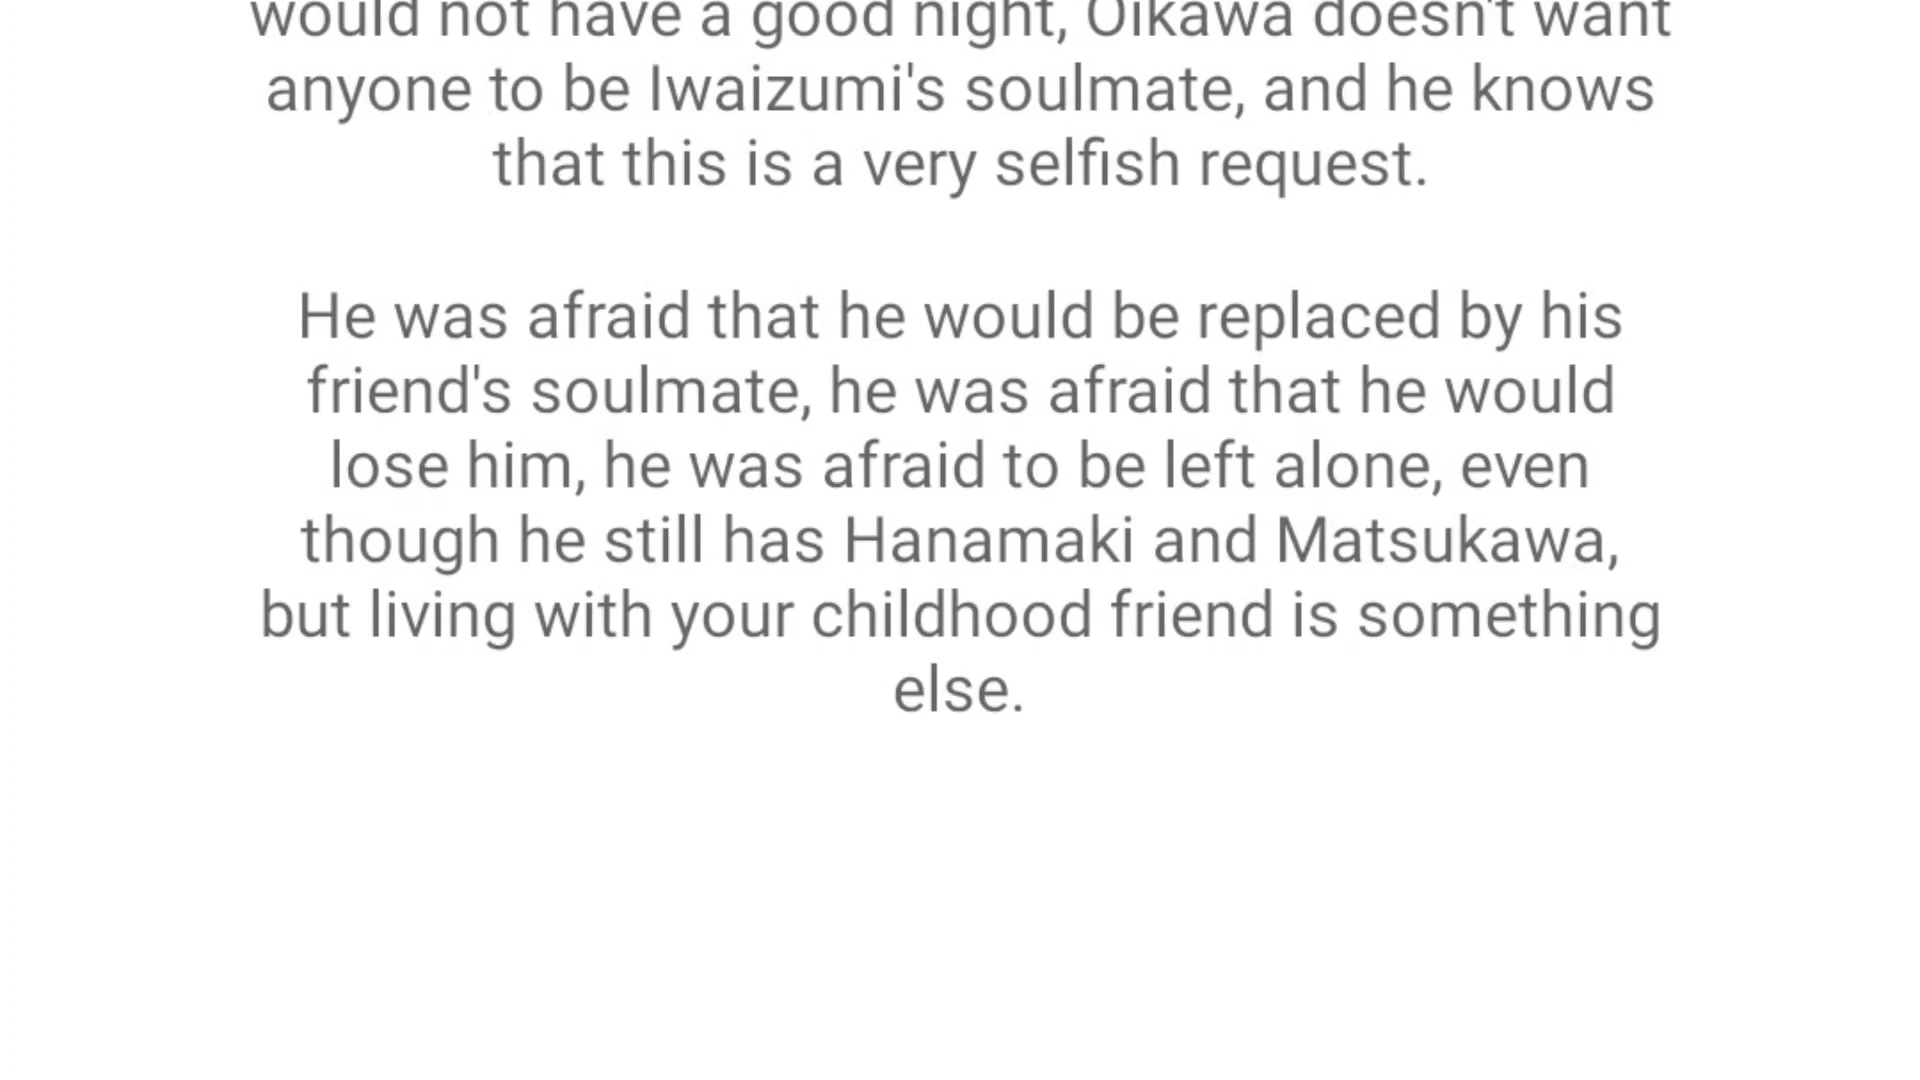 would not have a good night, Oikawa doesn't want
anyone to be Iwaizumi's soulmate, and he knows
that this is a very selfish request.
He was afraid that he would be replaced by his
friend's soulmate, he was afraid that he would
lose him, he was afraid to be left alone, even
though he still has Hanamaki and Matsukawa,
but living with your childhood friend is something
else.